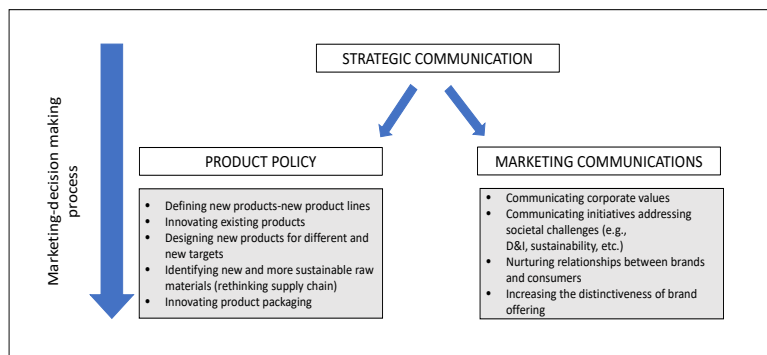 STRATEGIC COMMUNICATION
Marketing-decision making
process
PRODUCT POLICY
• Defining new products-new product lines
• Innovating existing products
• Designing new products for different and
new targets
• Identifying new and more sustainable raw
materials (rethinking supply chain)
• Innovating product packaging
MARKETING COMMUNICATIONS
• Communicating corporate values
• Communicating initiatives addressing
societal challenges (e.g.,
D&I, sustainability, etc.)
• Nurturing relationships between brands
and consumers
• Increasing the distinctiveness of brand
offering